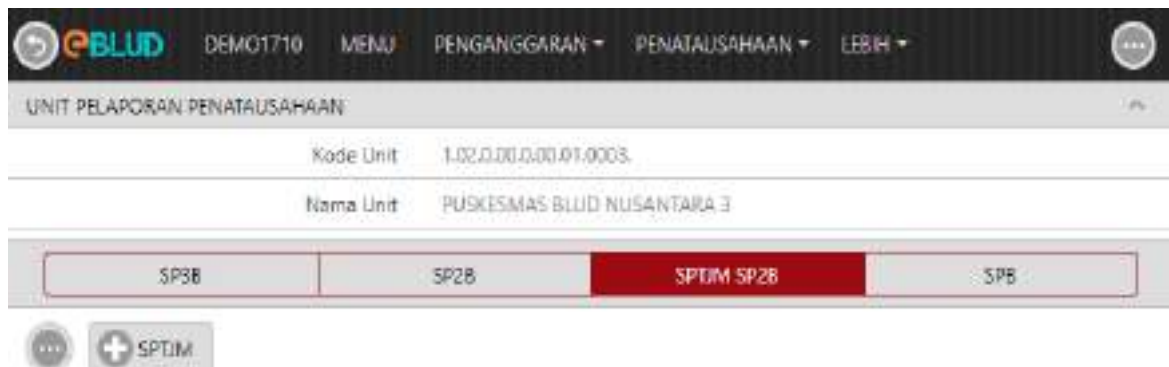 eBLUD DEMO1710 MENU PENGANGGARAN PENATAUSAHAAN LEBIH
UNIT PELAPORAN PENATAUSAHAAN
Kode Unit 1.02.0.00.0.00.01.0003.
Nama Unit PUSKESMAS BLUD NUSANTARA 3
SP3B SP2B SPTJM SP2B SPB
SPTJM